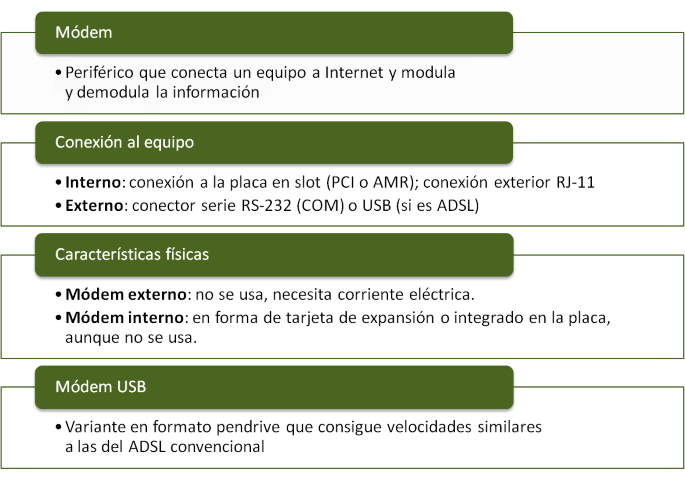 Módem
• Periférico que conecta un equipo a Internet y modula
y demodula la información
Conexión al equipo
• Interno: conexión a la placa en slot (PCI o AMR); conexión exterior RJ-11
• Externo: conector serie RS-232 (COM) o USB (si es ADSL)
Características físicas
• Módem externo: no se usa, necesita corriente eléctrica.
• Módem interno: en forma de tarjeta de expansión o integrado en la placa,
aunque no se usa.
Módem USB
• Variante en formato pendrive que consigue velocidades similares
a las del ADSL convencional